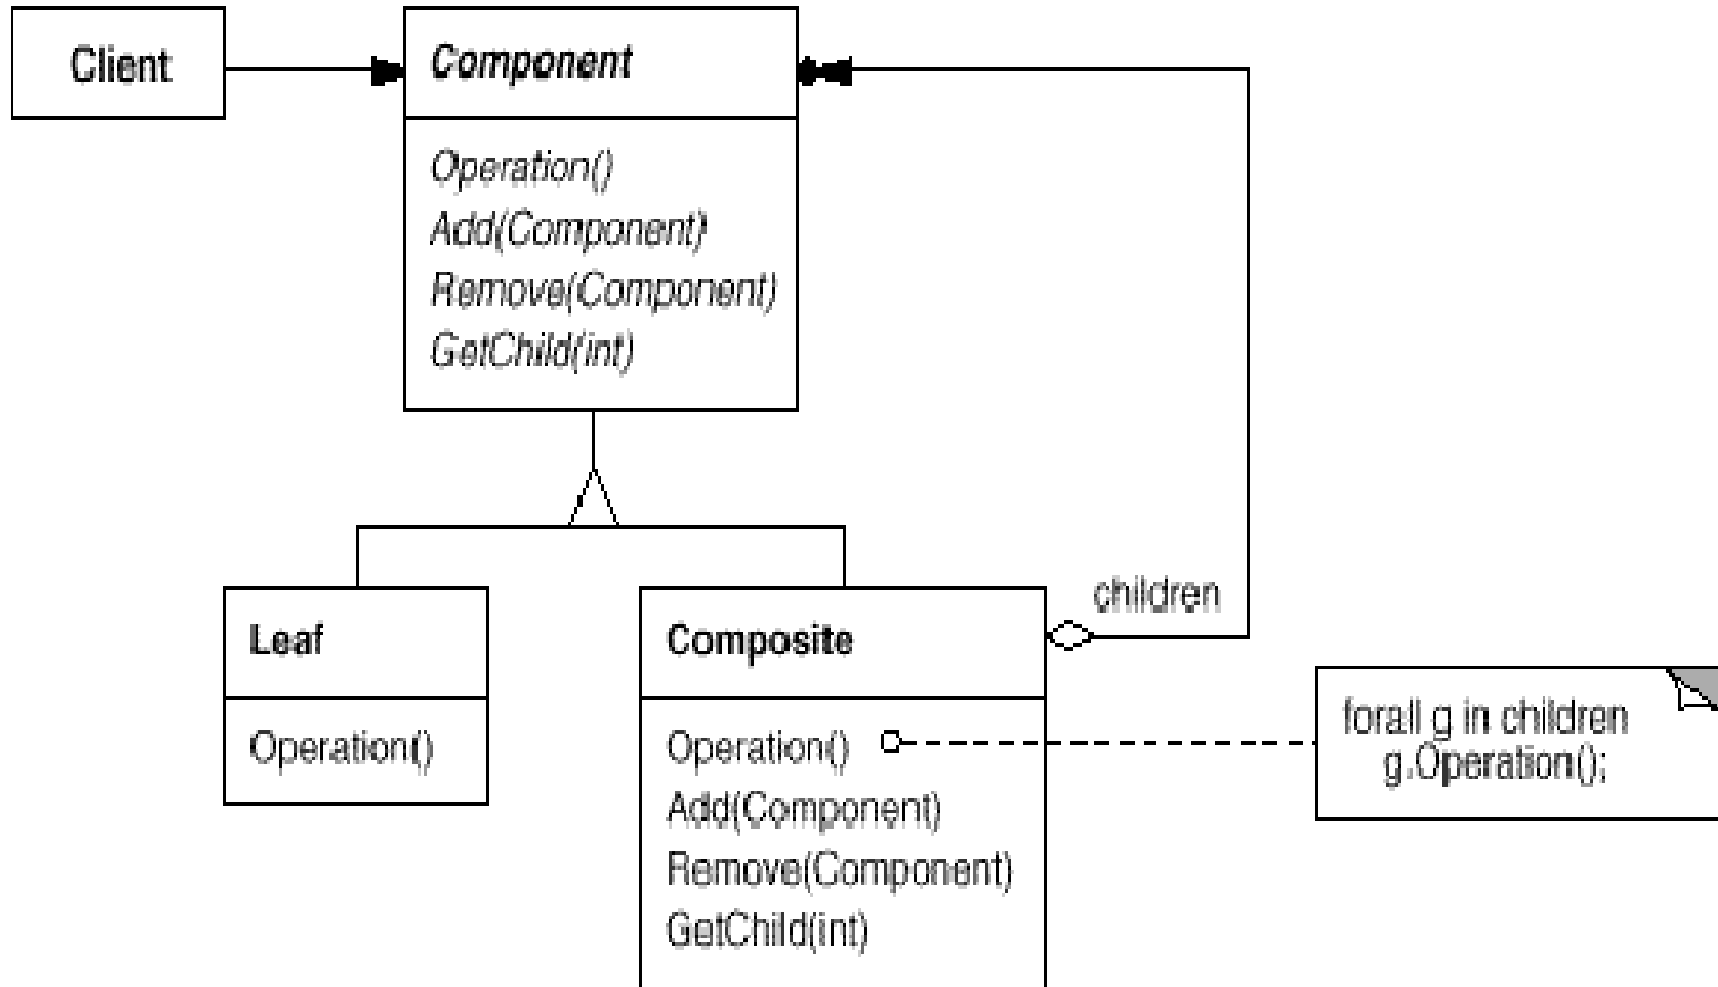 Client
Component
Operation()
Add(Component)
Remove(Component)
GetChild(int)
children
Leaf
Operation()
Composite
Operation()
Add(Component)
Remove(Component)
GetChild(int)
forall g in children
g.Operation();